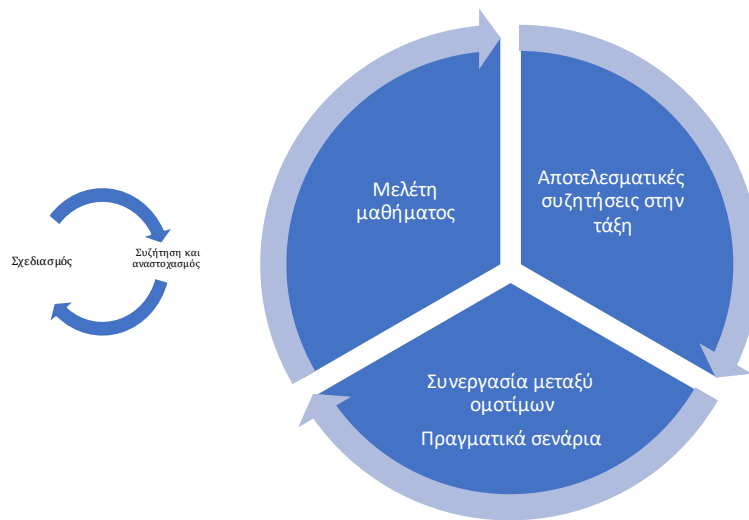 Σχεδιασμός
Συζήτηση και
αναστοχασμός
Μελέτη
μαθήματος
Αποτελεσματικές
συζητήσεις στην
τάξη
Συνεργασία μεταξύ
ομοτίμων
Πραγματικά σενάρια